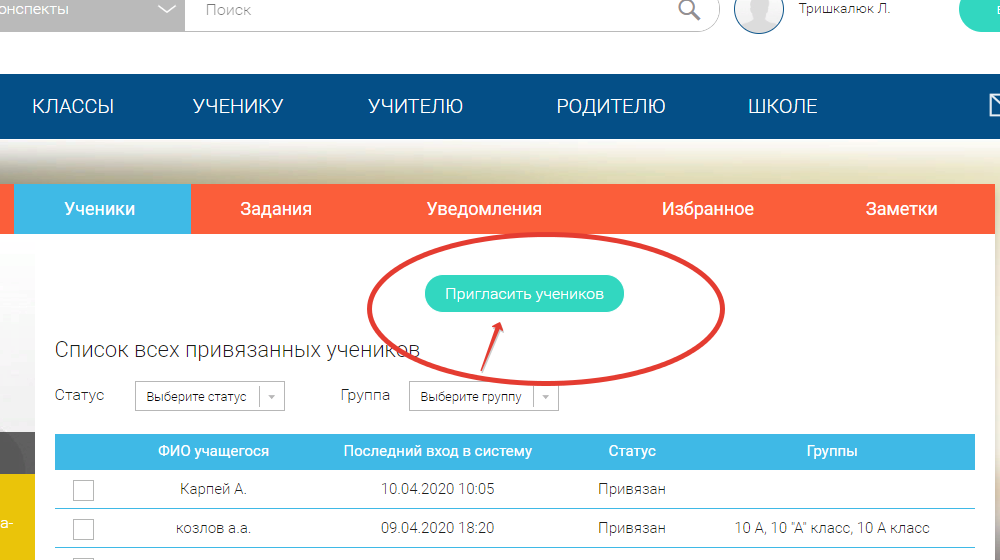 онспекты Поиск Тришкалюк Л.
КЛАССЫ УЧЕНИКУ УЧИТЕЛЮ РОДИТЕЛЮ ШКОЛЕ
Ученики Задания Уведомления Избранное Заметки
Пригласить учеников
Список всех привязанных учеников
Статус Выберите статус Группа Выберите группу
ФИО учащегося Последний вход в систему Статус Группы
Карпей А. 10.04.2020 10:05 Привязан
козлов а.а. 09.04.2020 18:20 Привязан 10 А, 10 "А" класс, 10 А класс
а-